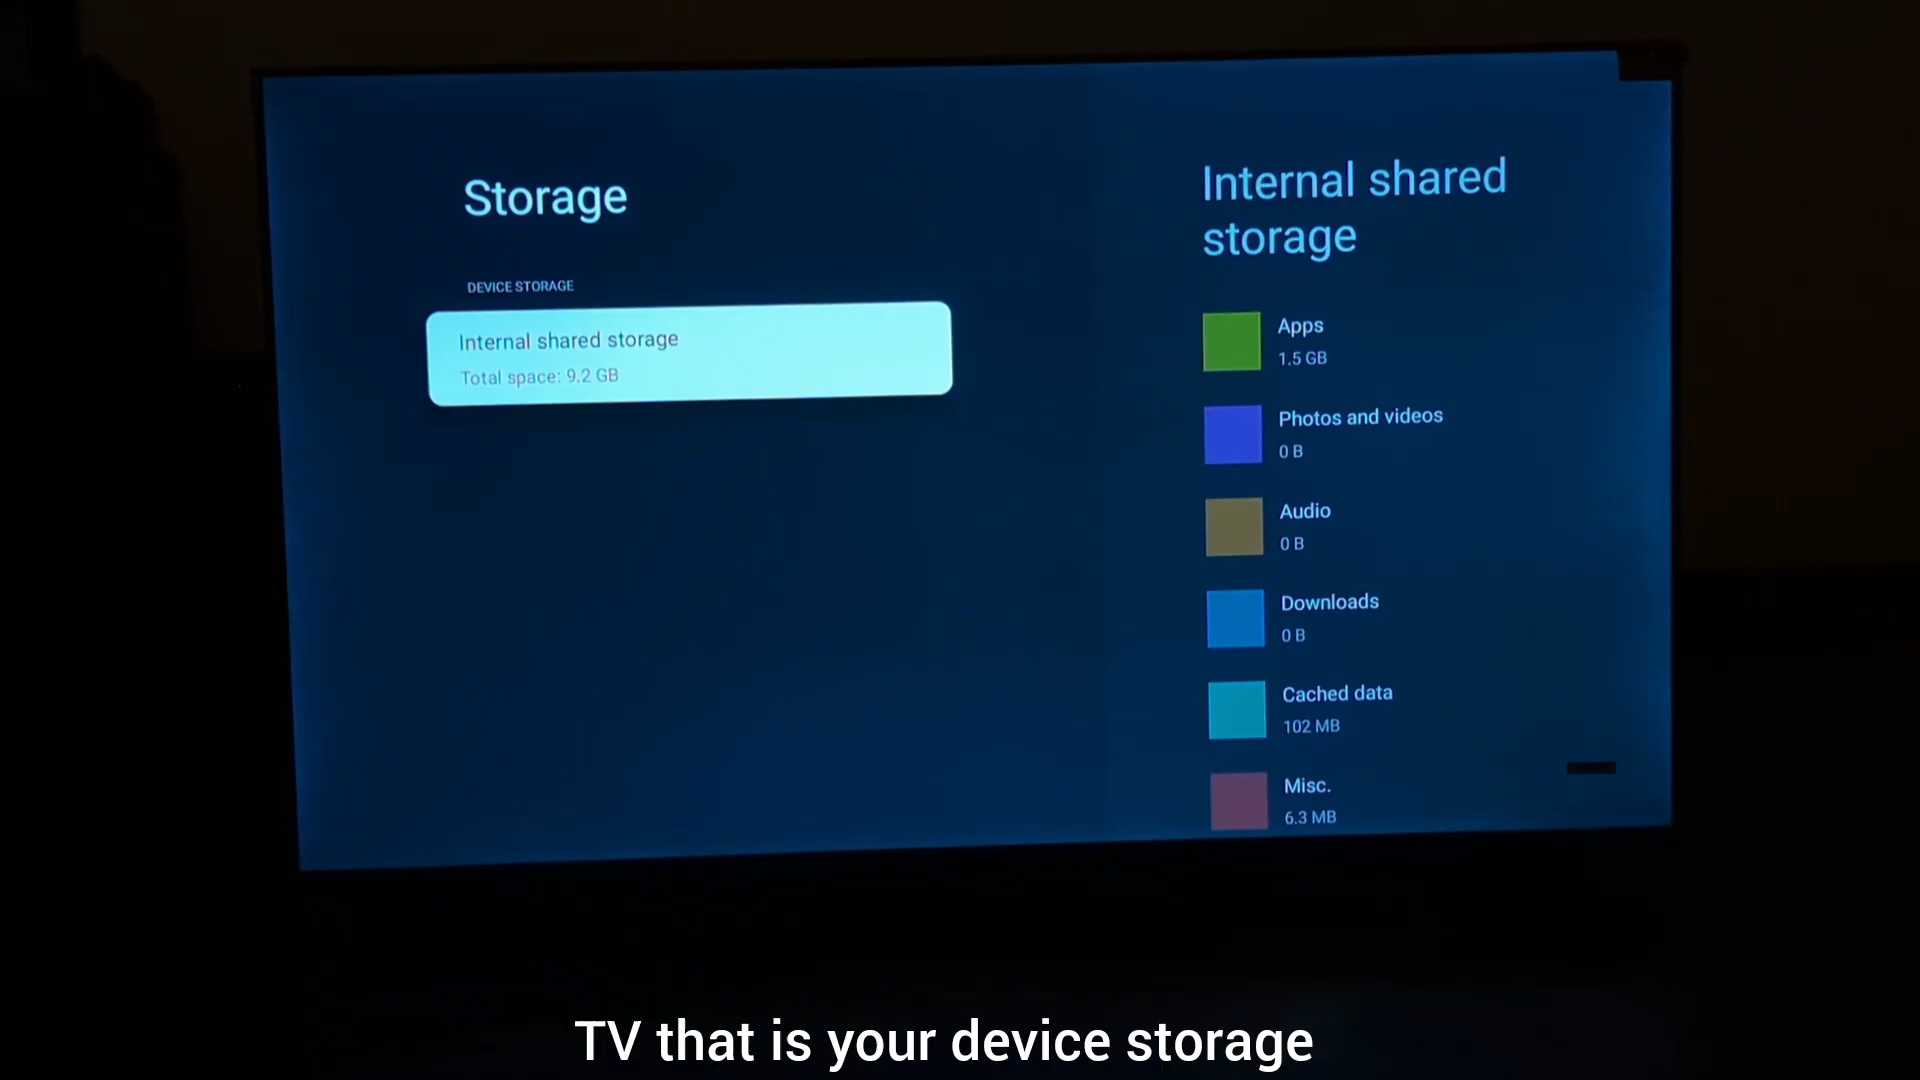 Storage
DEVICE STORAGE
Internal shared storage
Total space: 9.2 GB
Internal shared
storage
Apps
1.5 GB
Photos and videos
0 B
Audio
0 B
Downloads
0 B
Cached data
102 MB
Misc.
6.3 MB
TV that is your device storage